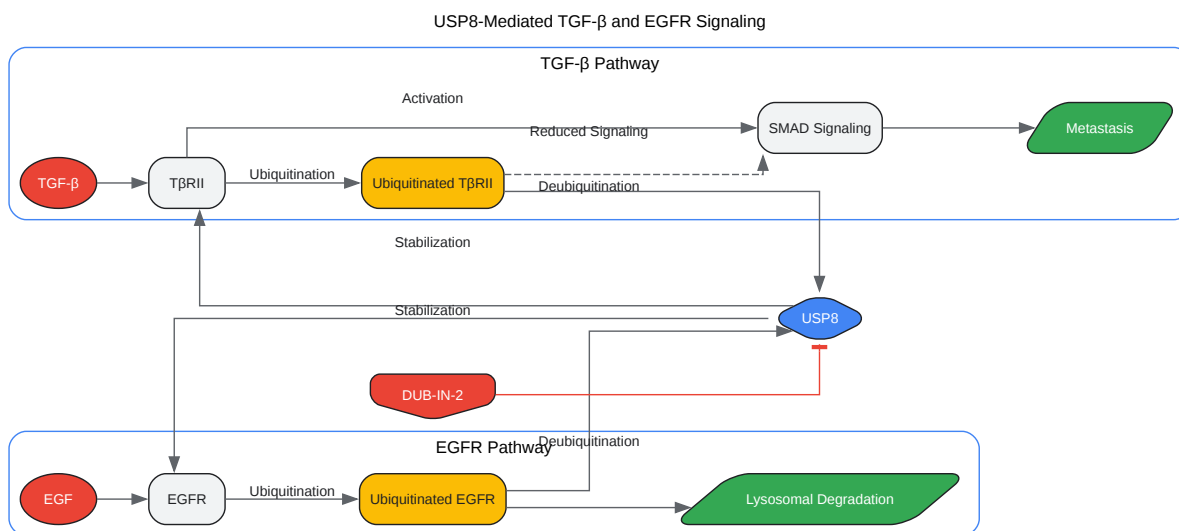 USP8-Mediated TGF-β and EGFR Signaling
TGF-β Pathway
Activation
Reduced Signaling
SMAD Signaling
Metastasis
TGF-β
TβRII
Ubiquitination
Ubiquitinated TβRII
Deubiquitination
Stabilization
Stabilization
USP8
DUB-IN-2
EGFR Pathway
Deubiquitination
EGF
EGFR
Ubiquitination
Ubiquitinated EGFR
Lysosomal Degradation